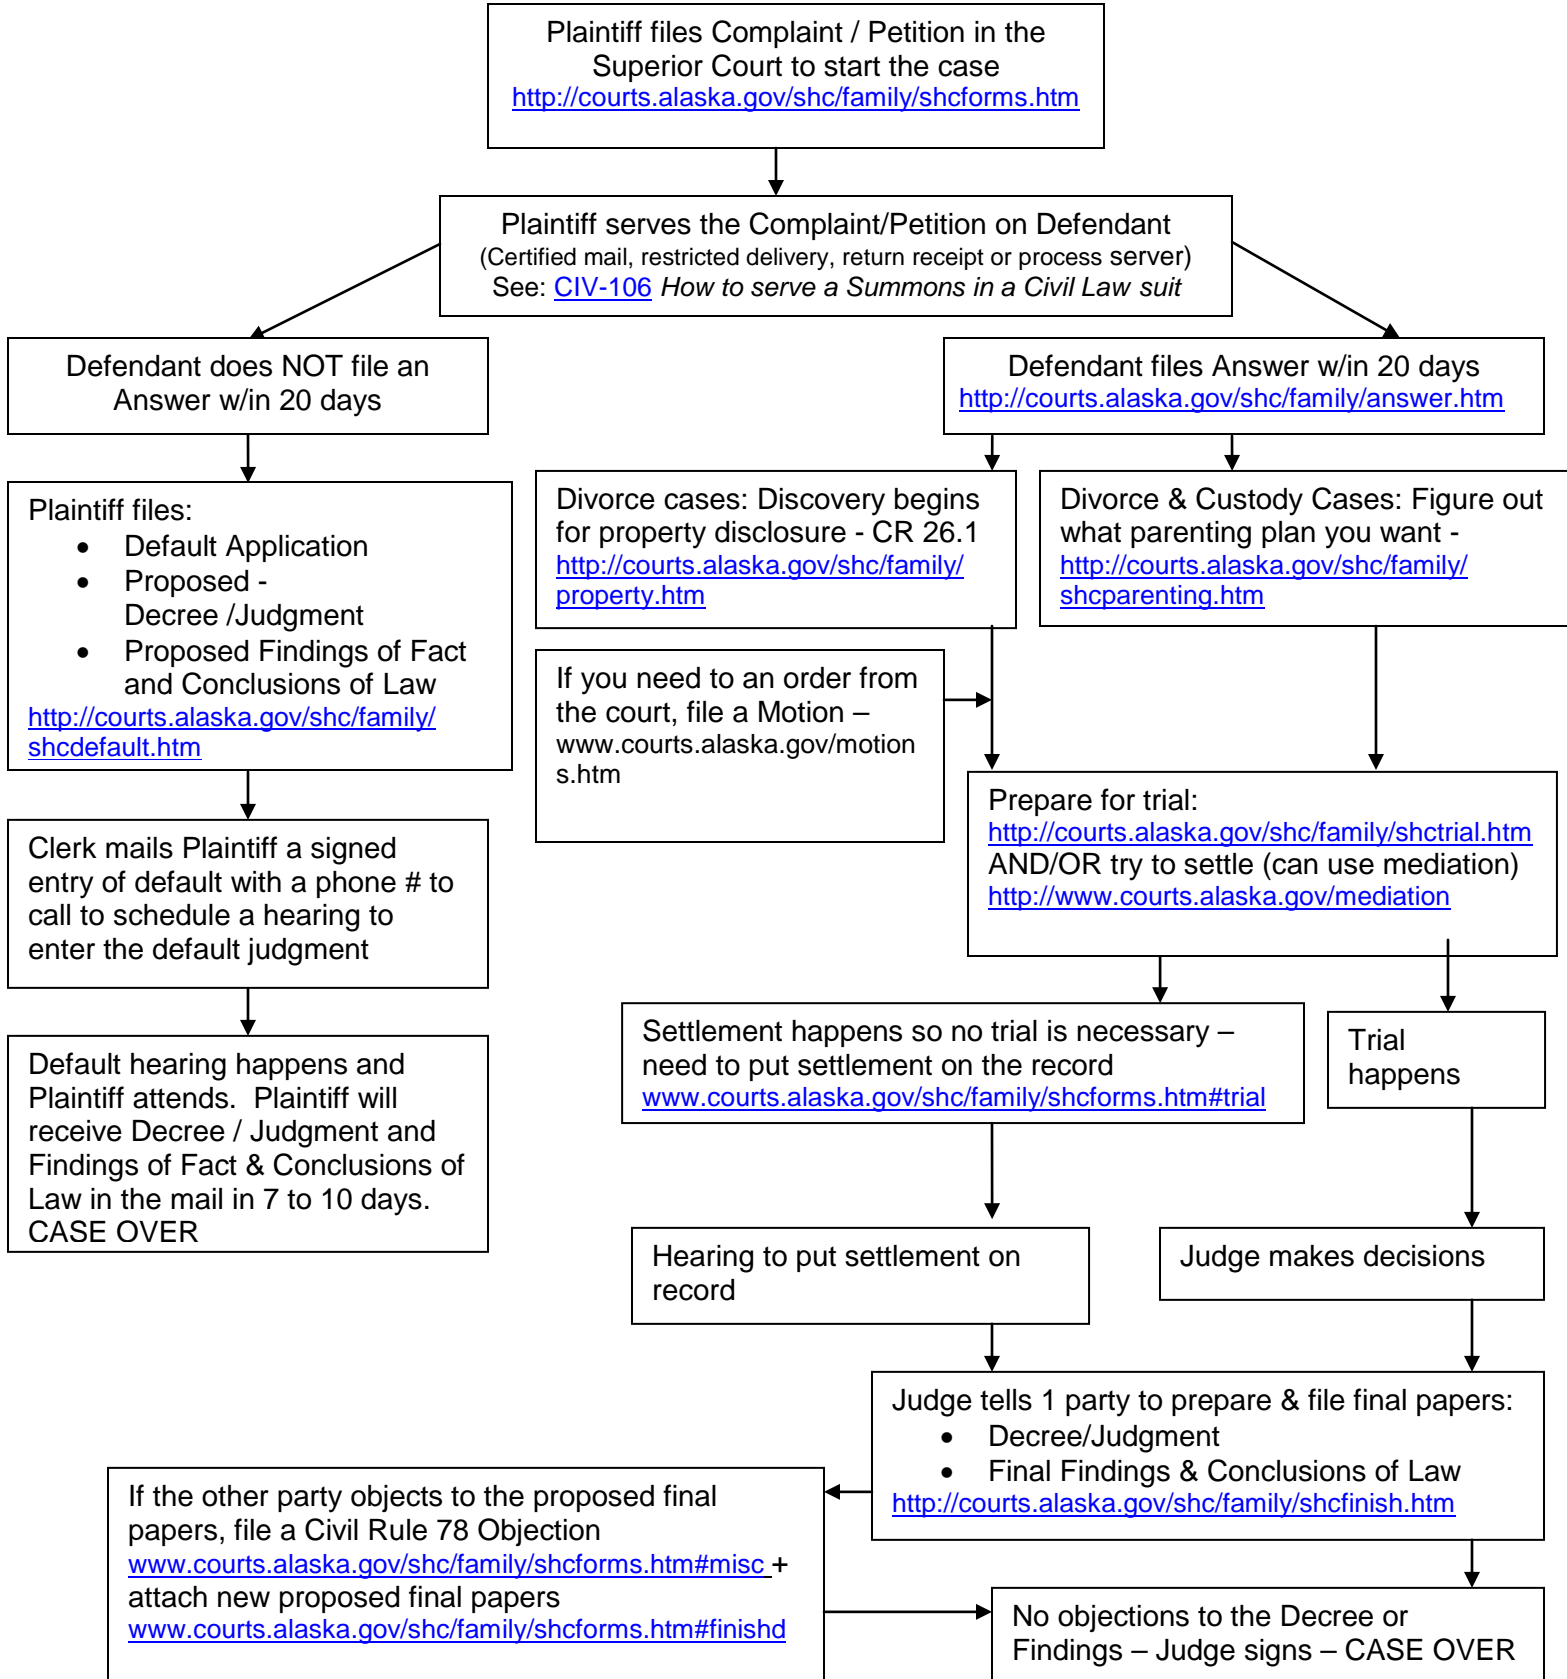 Plaintiff files Complaint / Petition in the
Superior Court to start the case
http://courts.alaska.gov/shc/family/shcforms.htm
Plaintiff serves the Complaint/Petition on Defendant
(Certified mail, restricted delivery, return receipt or process server)
See: CIV-106 How to serve a Summons in a Civil Law suit
Defendant does NOT file an
Answer w/in 20 days
Defendant files Answer w/in 20 days
http://courts.alaska.gov/shc/family/answer.htm
Plaintiff files:
• Default Application
• Proposed -
Decree /Judgment
• Proposed Findings of Fact
and Conclusions of Law
http://courts.alaska.gov/shc/family/
shcdefault.htm
Divorce cases: Discovery begins
for property disclosure - CR 26.1
http://courts.alaska.gov/shc/family/
property.htm
Divorce & Custody Cases: Figure out
what parenting plan you want -
http://courts.alaska.gov/shc/family/
shcparenting.htm
If you need to an order from
the court, file a Motion –
www.courts.alaska.gov/motion
s.htm
Prepare for trial:
http://courts.alaska.gov/shc/family/shctrial.htm
AND/OR try to settle (can use mediation)
http://www.courts.alaska.gov/mediation
Clerk mails Plaintiff a signed
entry of default with a phone # to
call to schedule a hearing to
enter the default judgment
Settlement happens so no trial is necessary –
need to put settlement on the record
www.courts.alaska.gov/shc/family/shcforms.htm#trial
Trial
happens
Default hearing happens and
Plaintiff attends. Plaintiff will
receive Decree / Judgment and
Findings of Fact & Conclusions of
Law in the mail in 7 to 10 days.
CASE OVER
Hearing to put settlement on
record
Judge makes decisions
Judge tells 1 party to prepare & file final papers:
• Decree/Judgment
• Final Findings & Conclusions of Law
http://courts.alaska.gov/shc/family/shcfinish.htm
If the other party objects to the proposed final
papers, file a Civil Rule 78 Objection
www.courts.alaska.gov/shc/family/shcforms.htm#misc +
attach new proposed final papers
www.courts.alaska.gov/shc/family/shcforms.htm#finishd
No objections to the Decree or
Findings – Judge signs – CASE OVER